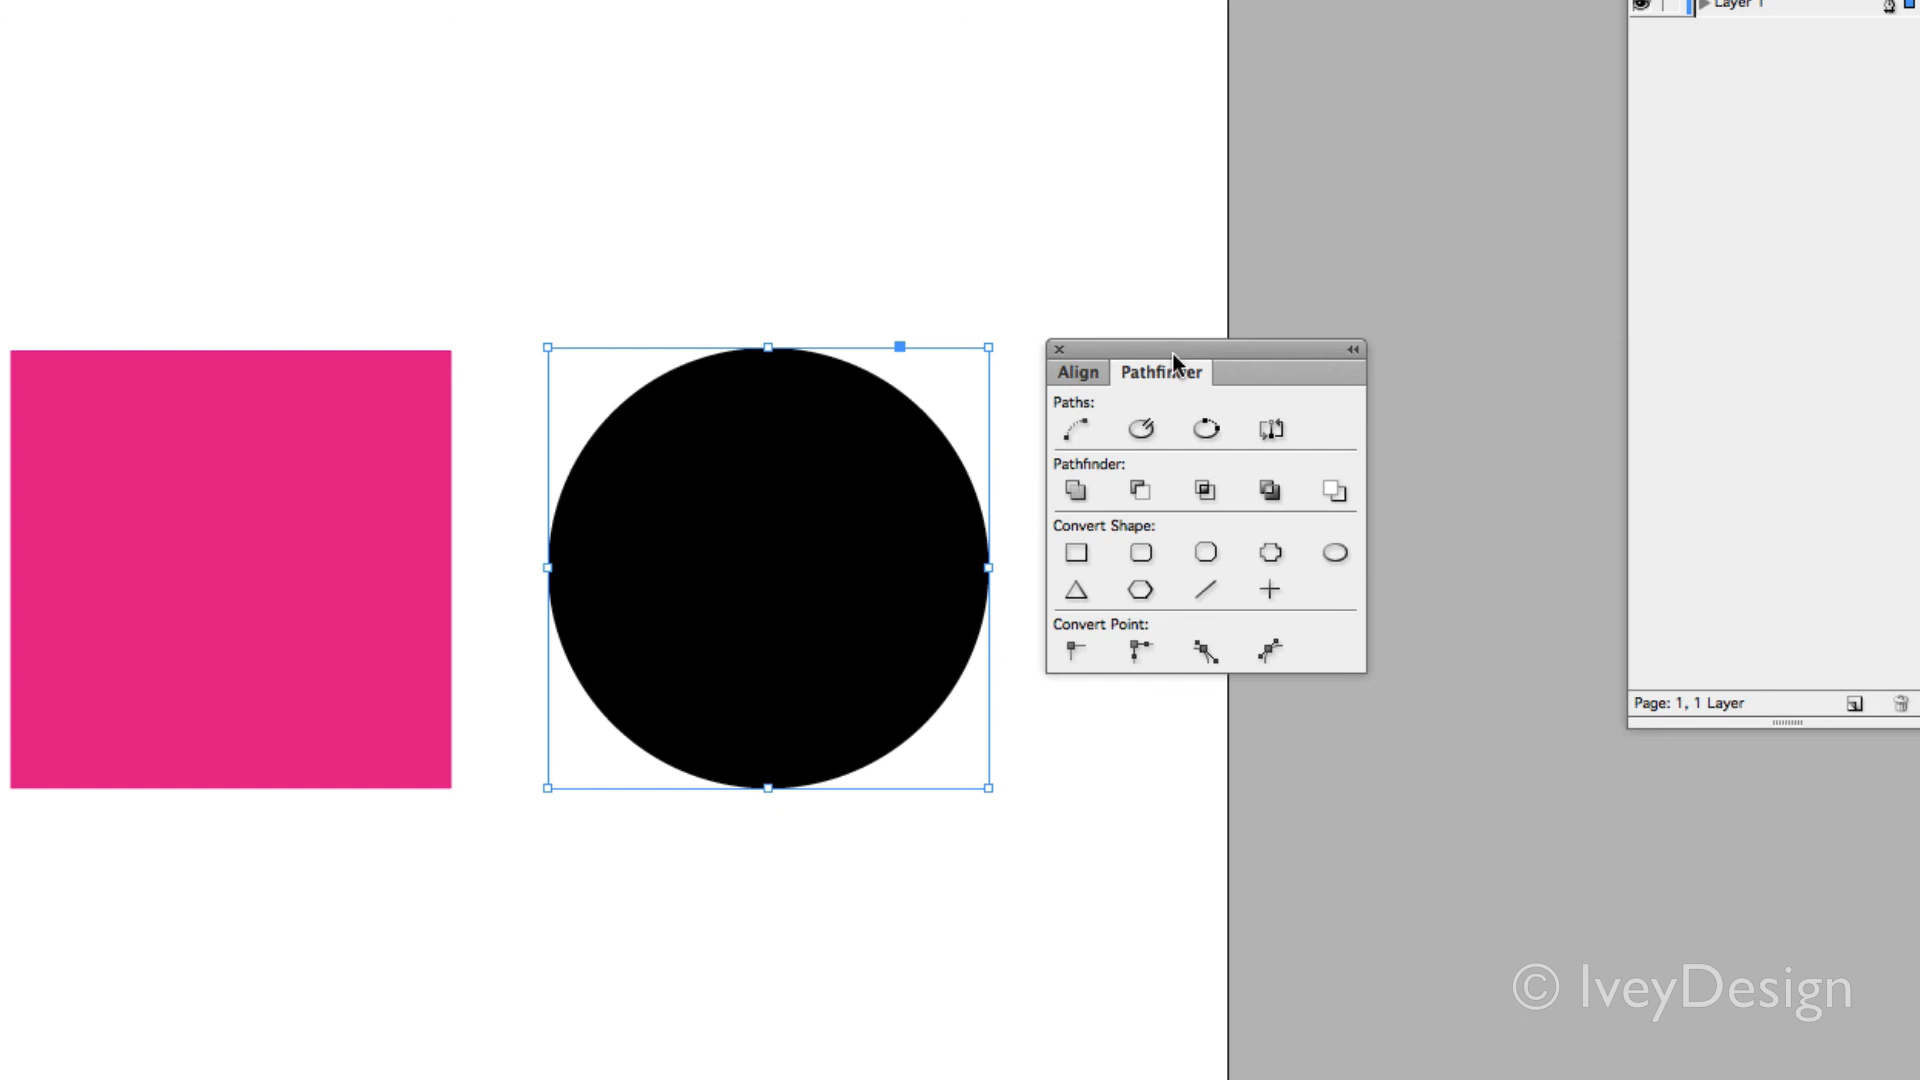 Layer 1
Align
Pathfinder
Paths:
Pathfinder:
Convert Shape:
Convert Point:
Page: 1, 1 Layer
© IveyDesign